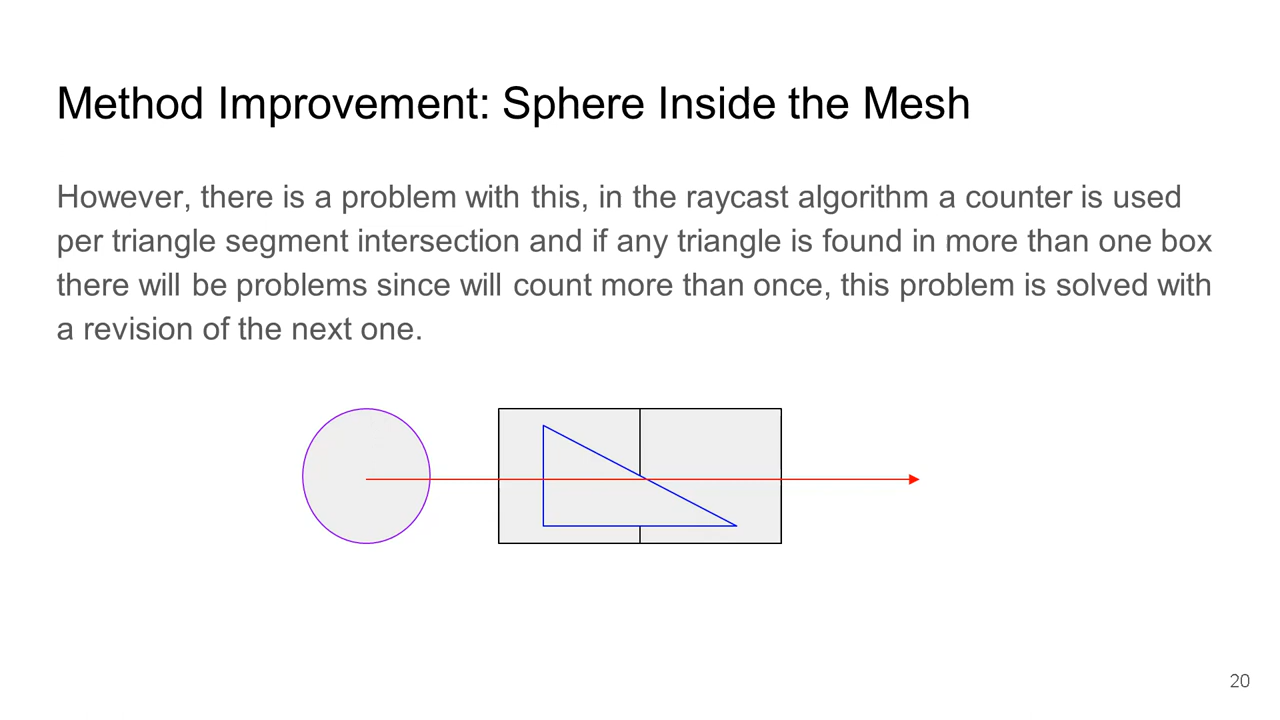 Method Improvement: Sphere Inside the Mesh
However, there is a problem with this, in the raycast algorithm a counter is used
per triangle segment intersection and if any triangle is found in more than one box
there will be problems since will count more than once, this problem is solved with
a revision of the next one.
20